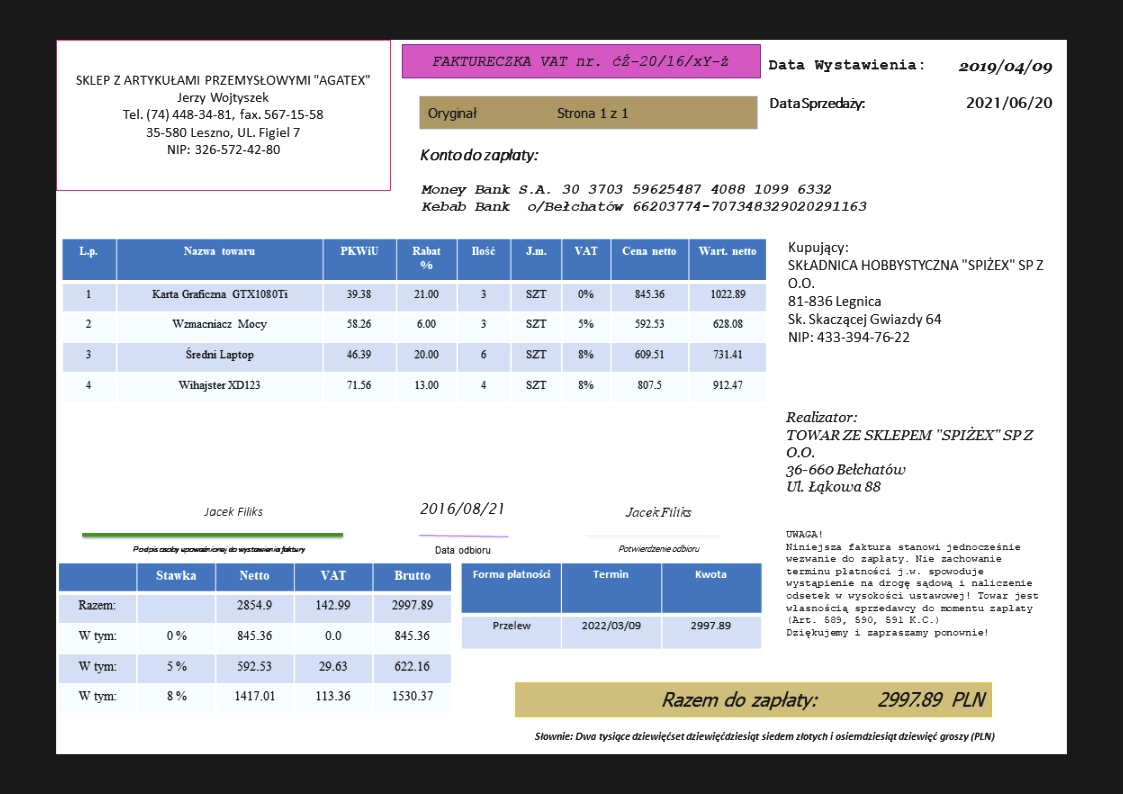 SKLEP Z ARTYKUŁAMI PRZEMYSŁOWYMI "AGATEX"
Jerzy Wojtyszek
Tel. (74) 448-34-81, fax. 567-15-58
35-580 Leszno, UL. Figiel 7
NIP: 326-572-42-80
FAKTURECZKA VAT nr. ćŹ-20/16/xY-ż
Data Wystawienia: 2019/04/09
Oryginał Strona 1 z 1
Data Sprzedaży: 2021/06/20
Konto do zapłaty:
Money Bank S.A. 30 3703 59625487 4088 1099 6332
Kebab Bank o/Bełchatów 66203774-707348329020291163
L.p. Nazwa towaru PKWiU Rabat % Ilość J.m. VAT Cena netto Wart. netto
1 Karta Graficzna GTX1080Ti 39.38 21.00 3 SZT 0% 845.36 1022.89
2 Wzmacniacz Mocy 58.26 6.00 3 SZT 5% 592.53 628.08
3 Średni Laptop 46.39 20.00 6 SZT 8% 609.51 731.41
4 Wihajster XD123 71.56 13.00 4 SZT 8% 807.5 912.47
Kupujący:
SKŁADNICA HOBBYSTYCZNA "SPIŻEX" SP Z
O.O.
81-836 Legnica
Sk. Skaczącej Gwiazdy 64
NIP: 433-394-76-22
Realizator:
TOWAR ZE SKLEPEM "SPIŻEX" SP Z
O.O.
36-660 Bełchatów
Ul. Łąkowa 88
Jacek Filiks 2016/08/21 Jacek Filiks
Podpis osoby upoważnionej do wystawienia faktury Data odbioru Potwierdzenie odbioru
Stawka Netto VAT Brutto
Razem: 2854.9 142.99 2997.89
W tym: 0 % 845.36 0.0 845.36
W tym: 5 % 592.53 29.63 622.16
W tym: 8 % 1417.01 113.36 1530.37
Forma płatności Termin Kwota
Przelew 2022/03/09 2997.89
UWAGA!
Niniejsza faktura stanowi jednocześnie
wezwanie do zapłaty. Nie zachowanie
terminu płatności j.w. spowoduje
wystąpienie na drogę sądową i naliczenie
odsetek w wysokości ustawowej! Towar jest
własnością sprzedawcy do momentu zapłaty
(Art. 589, 590, 591 K.C.)
Dziękujemy i zapraszamy ponownie!
Razem do zapłaty: 2997.89 PLN
Słownie: Dwa tysiące dziewięćset dziewięćdziesiąt siedem złotych i osiemdziesiąt dziewięć groszy (PLN)